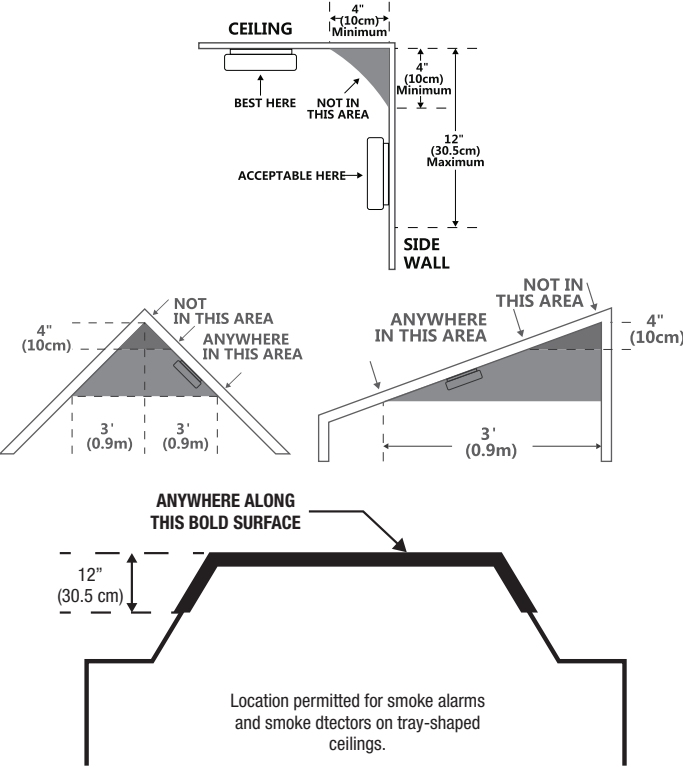 4"
(10cm)
Minimum
CEILING
BEST HERE
NOT IN
THIS AREA
4"
(10cm)
Minimum
12"
(30.5cm)
Maximum
ACCEPTABLE HERE
SIDE
WALL
NOT
IN THIS AREA
4"
(10cm)
ANYWHERE
IN THIS AREA
3'
(0.9m)
3'
(0.9m)
NOT IN
THIS AREA
ANYWHERE
IN THIS AREA
4"
(10cm)
3'
(0.9m)
ANYWHERE ALONG
THIS BOLD SURFACE
12”
(30.5 cm)
Location permitted for smoke alarms
and smoke dtectors on tray-shaped
ceilings.